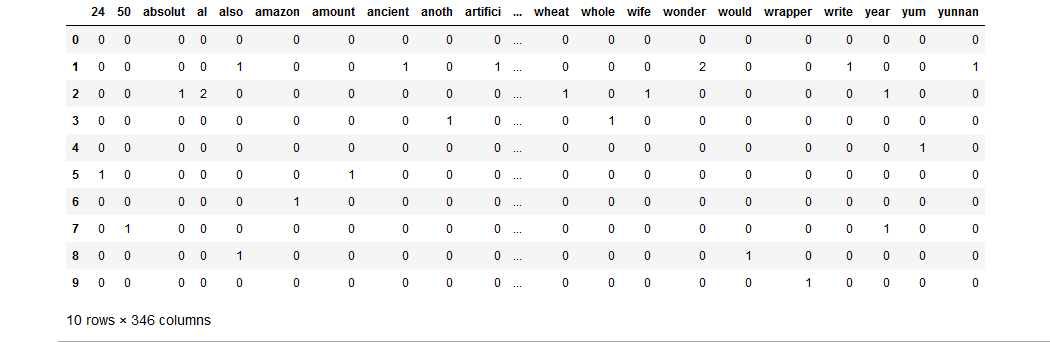 24 50 absolut al also amazon amount ancient anoth artifici ... wheat whole wife wonder would wrapper write year yum yunnan
0 0 0 0 0 0 0 0 0 0 0 ... 0 0 0 0 0 0 0 0 0 0
1 0 0 0 0 1 0 0 1 0 1 ... 0 0 0 2 0 0 1 0 0 1
2 0 0 1 2 0 0 0 0 0 0 ... 1 0 1 0 0 0 0 1 0 0
3 0 0 0 0 0 0 0 0 1 0 ... 0 1 0 0 0 0 0 0 0 0
4 0 0 0 0 0 0 0 0 0 0 ... 0 0 0 0 0 0 0 0 1 0
5 1 0 0 0 0 0 1 0 0 0 ... 0 0 0 0 0 0 0 0 0 0
6 0 0 0 0 0 1 0 0 0 0 ... 0 0 0 0 0 0 0 0 0 0
7 0 1 0 0 0 0 0 0 0 0 ... 0 0 0 0 0 0 0 1 0 0
8 0 0 0 0 1 0 0 0 0 0 ... 0 0 0 0 1 0 0 0 0 0
9 0 0 0 0 0 0 0 0 0 0 ... 0 0 0 0 0 1 0 0 0 0
10 rows × 346 columns